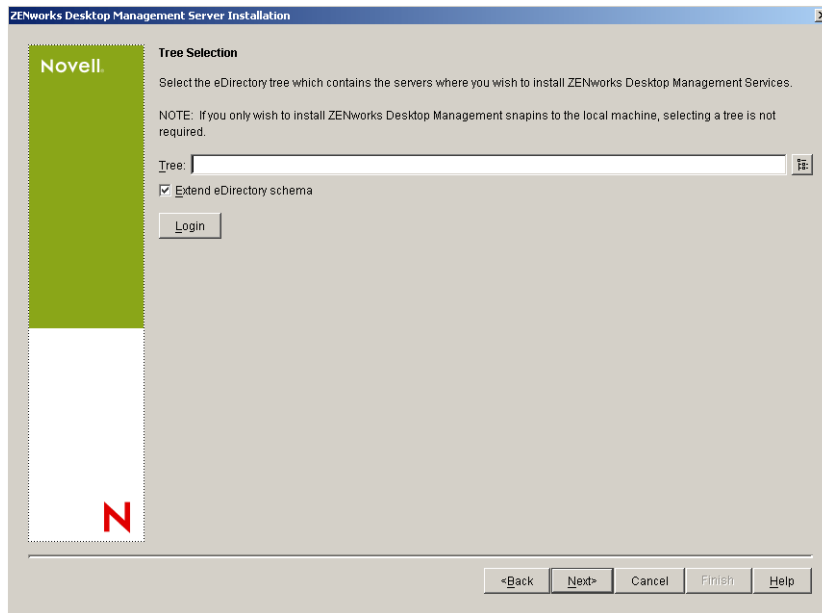 ZENworks Desktop Management Server Installation
Novell.
Tree Selection
Select the eDirectory tree which contains the servers where you wish to install ZENworks Desktop Management Services.
NOTE: If you only wish to install ZENworks Desktop Management snapins to the local machine, selecting a tree is not
required.
Tree:
Extend eDirectory schema
Login
N
<Back Next> Cancel Finish Help